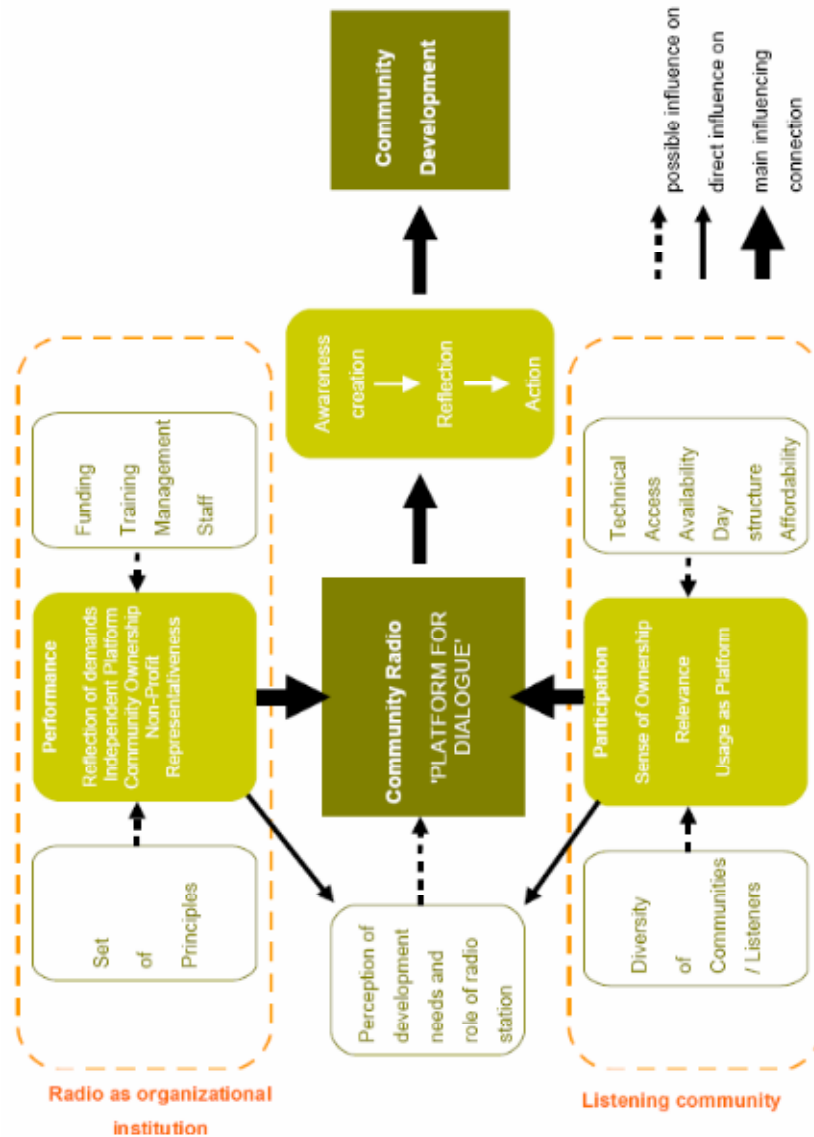 Radio as organizational
institution
Set
of
Principles
Performance
Reflection of demands
Independent Platform
Community Ownership
Non-Profit
Representativeness
Funding
Training
Management
Staff
Perception of
development
needs and
role of radio
station
Community Radio
'PLATFORM FOR
DIALOGUE'
Awareness
creation
Reflection
Action
Community
Development
Listening community
Diversity
of
Communities
/ Listeners
Participation
Sense of Ownership
Relevance
Usage as Platform
Technical
Access
Availability
Day
structure
Affordability
possible influence on
direct influence on
main influencing
connection